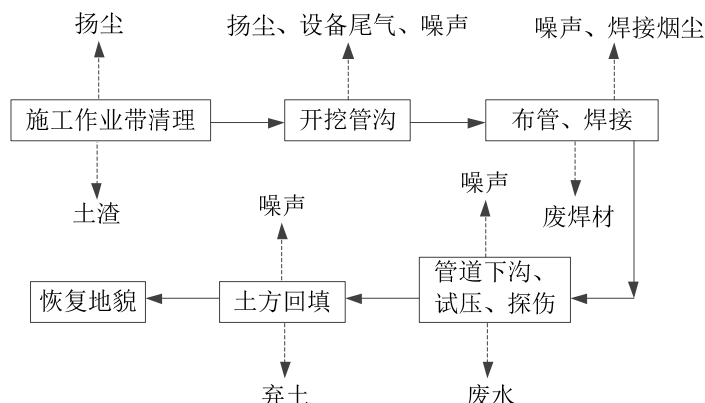 扬尘
扬尘、设备尾气、噪声
噪声、焊接烟尘
施工作业带清理
开挖管沟
布管、焊接
土渣
噪声
噪声
废焊材
恢复地貌
土方回填
管道下沟、
试压、探伤
弃土
废水